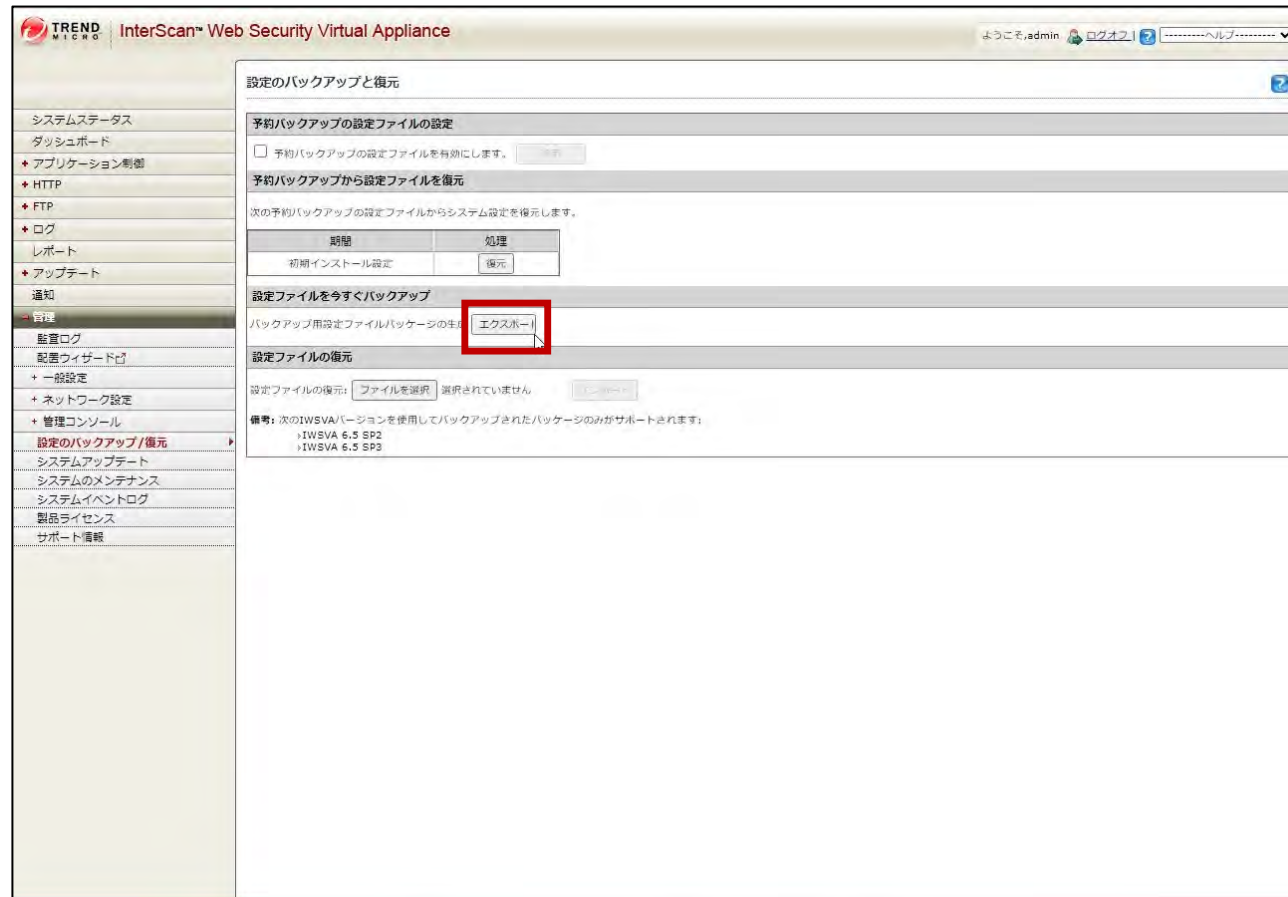 TREND MICRO InterScan™ Web Security Virtual Appliance
ようこそ,admin ログオフ | ---------ヘルプ---------
設定のバックアップと復元
システムステータス
ダッシュボード
+ アプリケーション制御
+ HTTP
+ FTP
+ ログ
レポート
+ アップデート
通知
管理
監査ログ
配置ウィザード
+ 一般設定
+ ネットワーク設定
+ 管理コンソール
設定のバックアップ/復元
システムアップデート
システムのメンテナンス
システムイベントログ
製品ライセンス
サポート情報
予約バックアップの設定ファイルの設定
予約バックアップの設定ファイルを有効にします。
予約バックアップから設定ファイルを復元
次の予約バックアップの設定ファイルからシステム設定を復元します。
期間 処理
初期インストール設定 復元
設定ファイルを今すぐバックアップ
バックアップ用設定ファイルパッケージの生成 エクスポート
設定ファイルの復元
設定ファイルの復元: ファイルを選択 選択されていません
備考: 次のIWSVAバージョンを使用してバックアップされたパッケージのみがサポートされます:
›IWSVA 6.5 SP2
›IWSVA 6.5 SP3